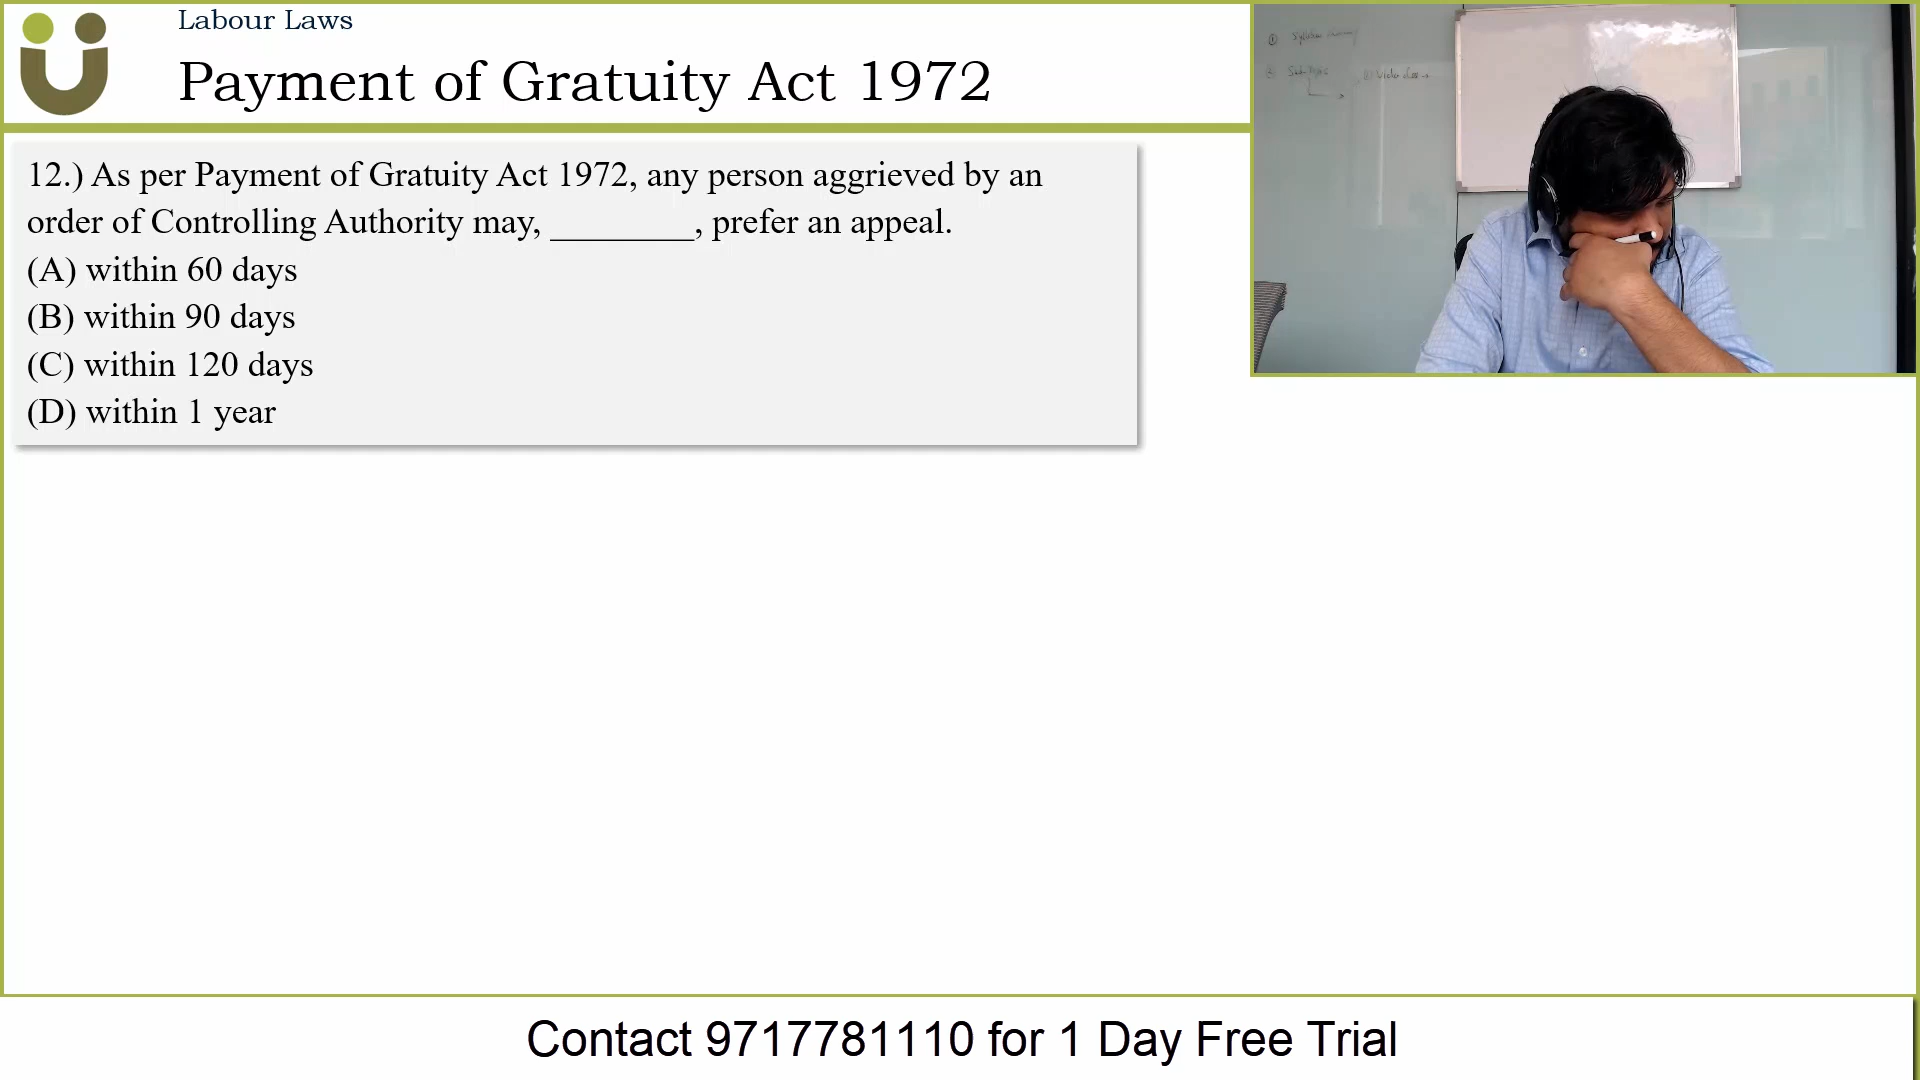 Labour Laws
Payment of Gratuity Act 1972
12.) As per Payment of Gratuity Act 1972, any person aggrieved by an
order of Controlling Authority may, ________, prefer an appeal.
(A) within 60 days
(B) within 90 days
(C) within 120 days
(D) within 1 year
Contact 9717781110 for 1 Day Free Trial